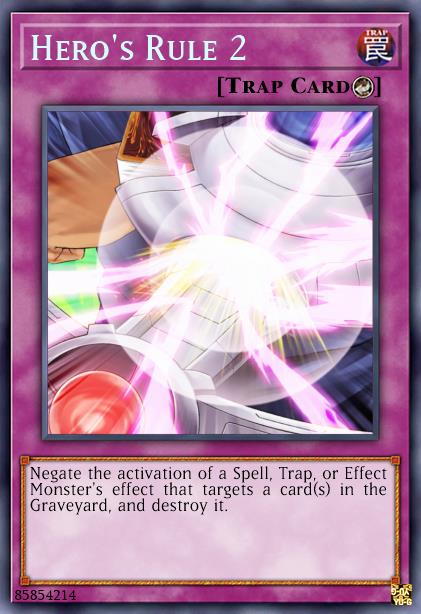 Hero's Rule 2
TRAP
罠
[Trap Card]
Negate the activation of a Spell, Trap, or Effect
Monster's effect that targets a card(s) in the
Graveyard, and destroy it.
85854214